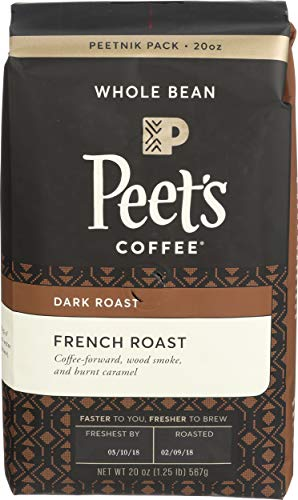 PEETNIK PACK • 20oz
WHOLE BEAN
P
Peet's
COFFEE®
DARK ROAST
FRENCH ROAST
Coffee-forward, wood smoke,
and burnt caramel
FASTER TO YOU, FRESHER TO BREW
FRESHEST BY ROASTED
05/10/18 02/09/18
NET WT 20 oz (1.25 lb) 567g